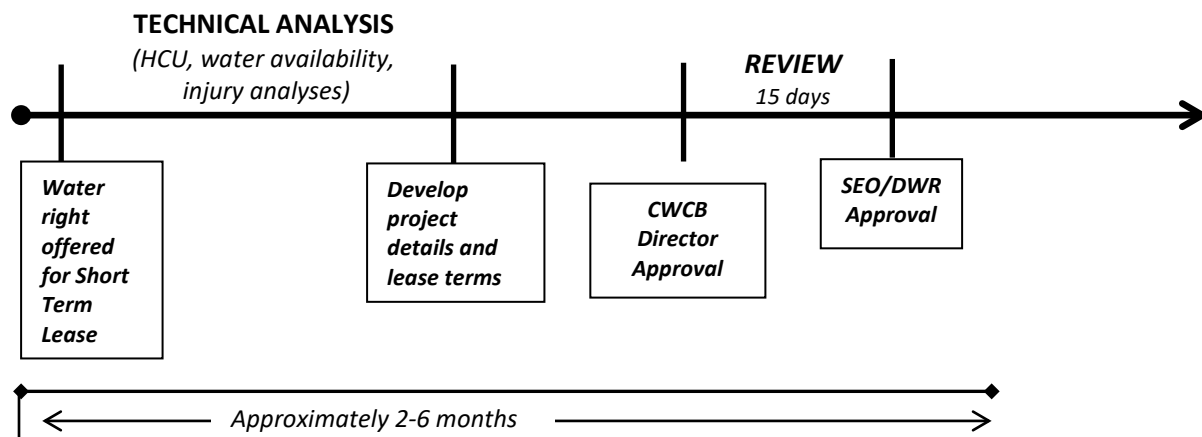 TECHNICAL ANALYSIS
(HCU, water availability,
injury analyses)
REVIEW
15 days
Water
right
offered
for Short
Term
Lease
Develop
project
details and
lease terms
CWCB
Director
Approval
SEO/DWR
Approval
Approximately 2-6 months